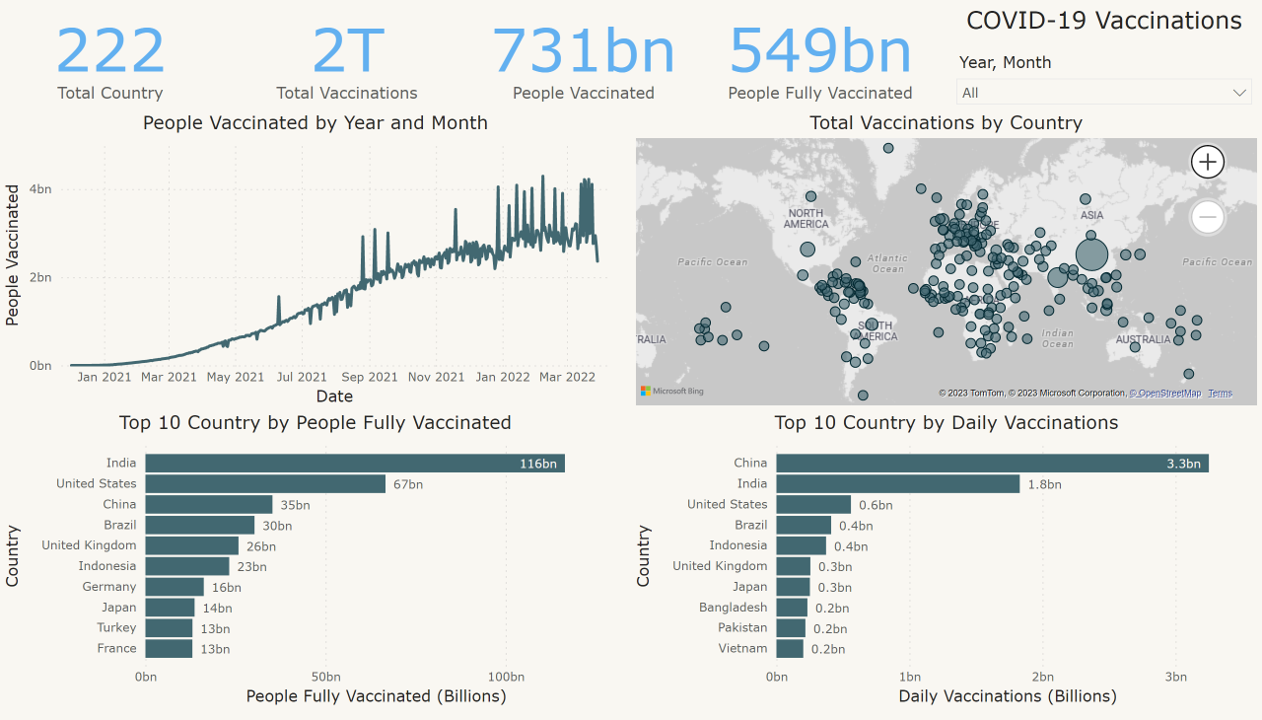 COVID-19 Vaccinations
222
Total Country
2T
Total Vaccinations
731bn
People Vaccinated
549bn
People Fully Vaccinated
Year, Month
All
People Vaccinated by Year and Month
People Vaccinated
4bn
2bn
0bn
Jan 2021 Mar 2021 May 2021 Jul 2021 Sep 2021 Nov 2021 Jan 2022 Mar 2022
Date
Total Vaccinations by Country
NORTH
AMERICA
ASIA
Pacific Ocean
Atlantic
Ocean
Pacific Ocean
SOUTH
AMERICA
Indian
Ocean
RALIA
AUSTRALIA
Microsoft Bing
© 2023 TomTom, © 2023 Microsoft Corporation, © OpenStreetMap Terms
Top 10 Country by People Fully Vaccinated
Country
India 116bn
United States 67bn
China 35bn
Brazil 30bn
United Kingdom 26bn
Indonesia 23bn
Germany 16bn
Japan 14bn
Turkey 13bn
France 13bn
0bn 50bn 100bn
People Fully Vaccinated (Billions)
Top 10 Country by Daily Vaccinations
Country
China 3.3bn
India 1.8bn
United States 0.6bn
Brazil 0.4bn
Indonesia 0.4bn
United Kingdom 0.3bn
Japan 0.3bn
Bangladesh 0.2bn
Pakistan 0.2bn
Vietnam 0.2bn
0bn 1bn 2bn 3bn
Daily Vaccinations (Billions)